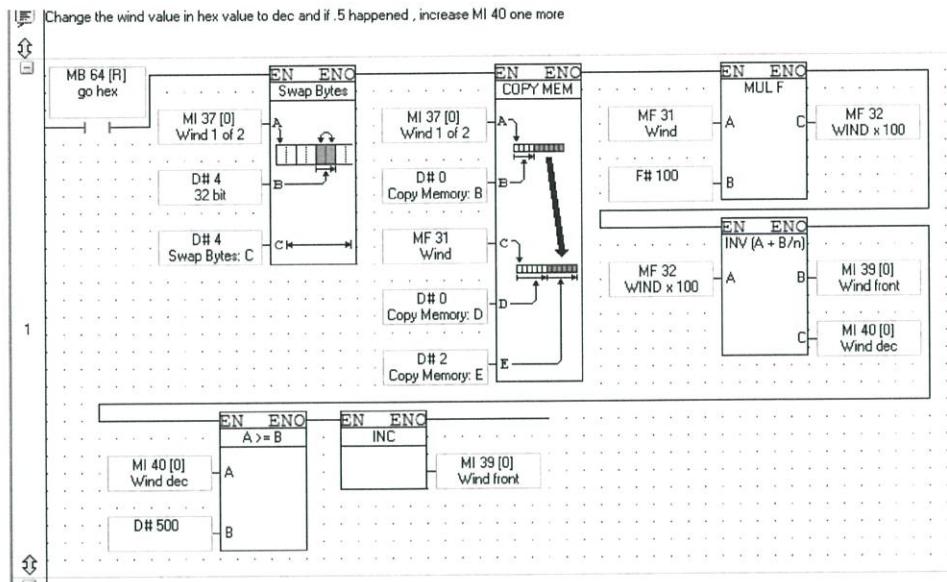 Change the wind value in hex value to dec and if .5 happened , increase MI 40 one more
1
MB 64 [R]
go hex
EN ENO
Swap Bytes
MI 37 [0]
Wind 1 of 2
A
D# 4
32 bit
B
D# 4
Swap Bytes: C
C
EN ENO
COPY MEM
MI 37 [0]
Wind 1 of 2
A
D# 0
Copy Memory: B
B
MF 31
Wind
C
D# 0
Copy Memory: D
D
D# 2
Copy Memory: E
E
EN ENO
MUL F
MF 31
Wind
A
C
MF 32
WIND x 100
F# 100
B
EN ENO
INV (A + B/n)
MF 32
WIND x 100
A
B
MI 39 [0]
Wind front
C
MI 40 [0]
Wind dec
EN ENO
A >= B
MI 40 [0]
Wind dec
A
D# 500
B
EN ENO
INC
MI 39 [0]
Wind front